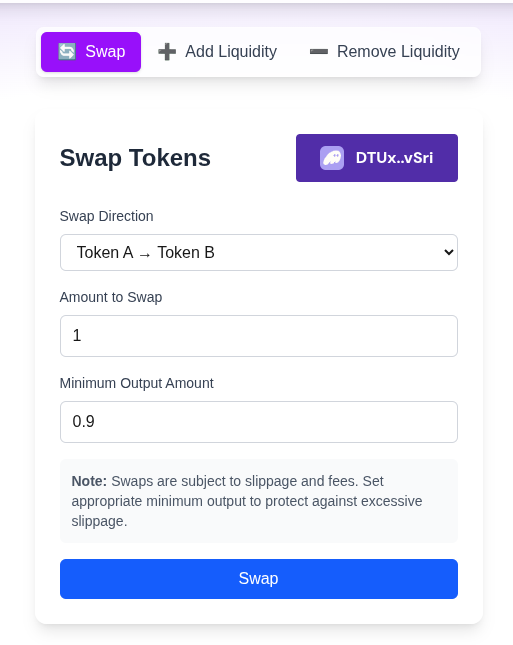 Swap
Add Liquidity
Remove Liquidity
Swap Tokens
DTUx..vSri
Swap Direction
Token A → Token B
Amount to Swap
1
Minimum Output Amount
0.9
Note: Swaps are subject to slippage and fees. Set
appropriate minimum output to protect against excessive
slippage.
Swap